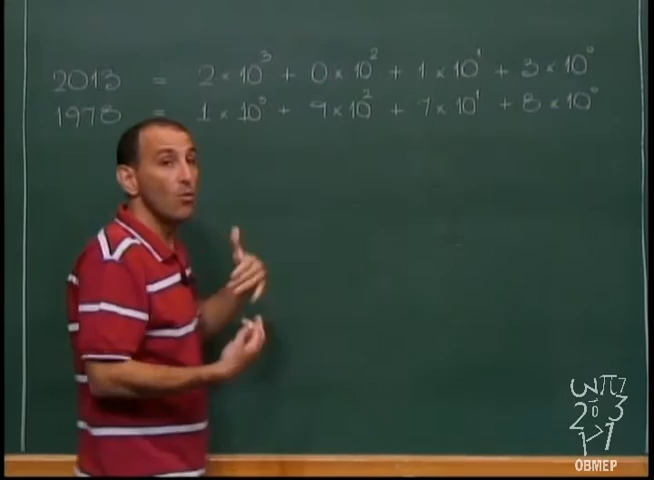 2013 = 2 × 10³ + 0 × 10² + 1 × 10¹ + 3 × 10⁰
1978 = 1 × 10³ + 9 × 10² + 7 × 10¹ + 8 × 10⁰
OBMEP